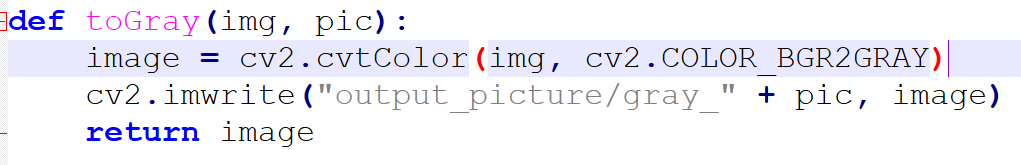 def toGray(img, pic):
    image = cv2.cvtColor(img, cv2.COLOR_BGR2GRAY)
    cv2.imwrite("output_picture/gray_" + pic, image)
    return image